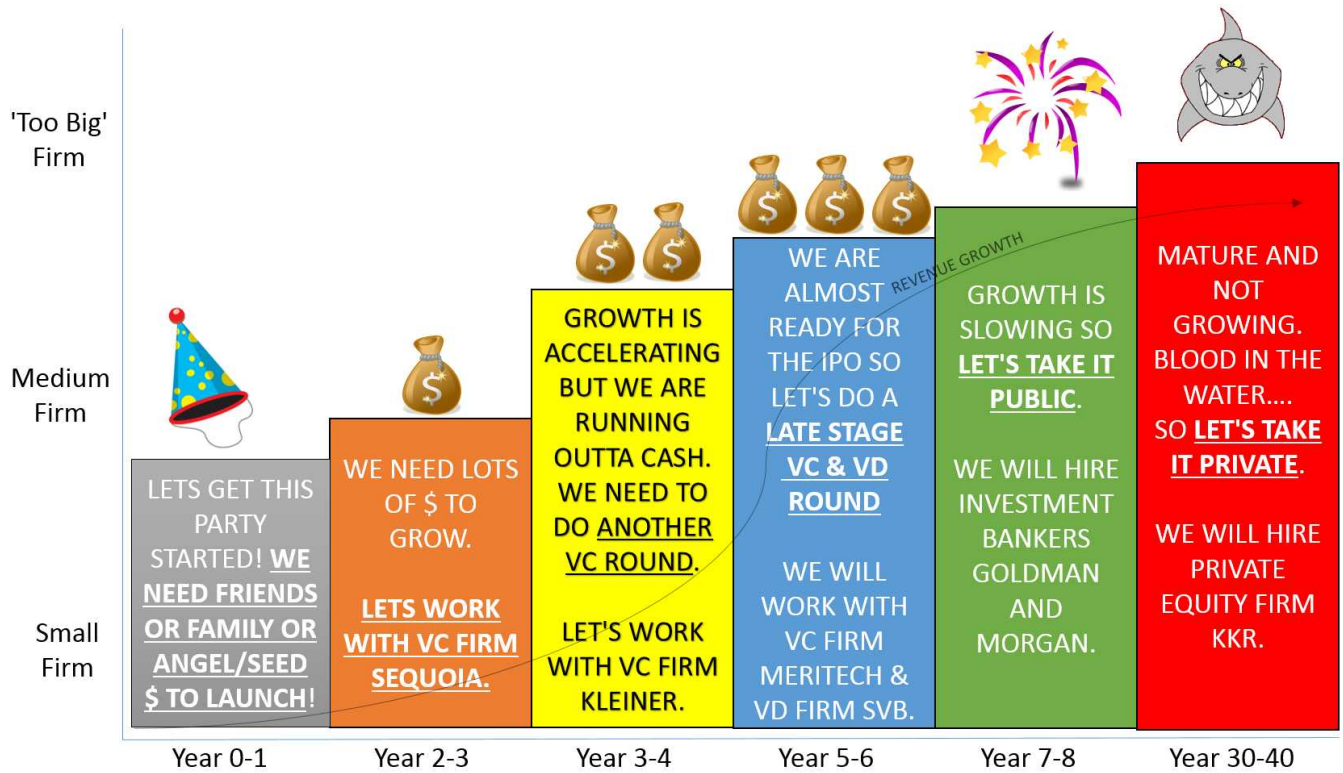 'Too Big'
Firm
Medium
Firm
Small
Firm
LETS GET THIS
PARTY
STARTED! WE
NEED FRIENDS
OR FAMILY OR
ANGEL/SEED
$ TO LAUNCH!
WE NEED LOTS
OF $ TO
GROW.
LETS WORK
WITH VC FIRM
SEQUOIA.
$
GROWTH IS
ACCELERATING
BUT WE ARE
RUNNING
OUTTA CASH.
WE NEED TO
DO ANOTHER
VC ROUND.
LET'S WORK
WITH VC FIRM
KLEINER.
$ $
WE ARE
ALMOST
READY FOR
THE IPO SO
LET'S DO A
LATE STAGE
VC & VD
ROUND
WE WILL
WORK WITH
VC FIRM
MERITECH &
VD FIRM SVB.
$ $ $
REVENUE GROWTH
GROWTH IS
SLOWING SO
LET'S TAKE IT
PUBLIC.
WE WILL HIRE
INVESTMENT
BANKERS
GOLDMAN
AND
MORGAN.
MATURE AND
NOT
GROWING.
BLOOD IN THE
WATER....
SO LET'S TAKE
IT PRIVATE.
WE WILL HIRE
PRIVATE
EQUITY FIRM
KKR.
Year 0-1
Year 2-3
Year 3-4
Year 5-6
Year 7-8
Year 30-40